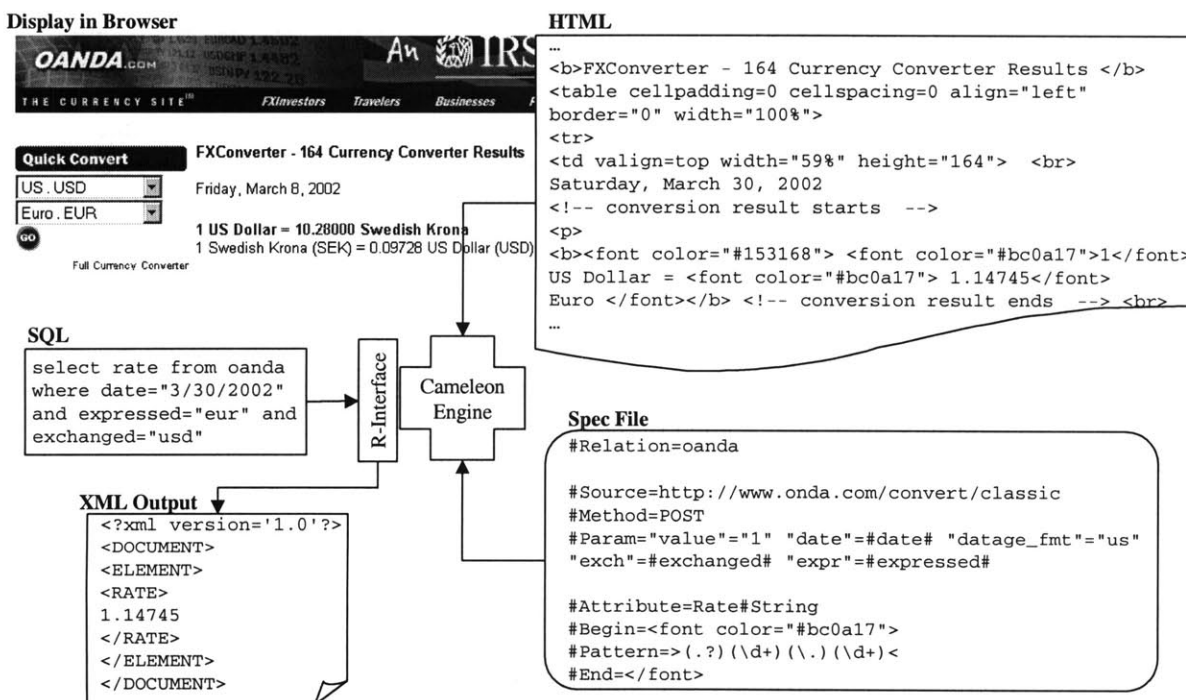 Display in Browser
OANDA.COM
An IRS
THE CURRENCY SITE
FXInvestors Travelers Businesses
Quick Convert
US . USD
Euro . EUR
GO
Full Currency Converter
FXConverter - 164 Currency Converter Results
Friday, March 8, 2002
1 US Dollar = 10.28000 Swedish Krona
1 Swedish Krona (SEK) = 0.09728 US Dollar (USD)
HTML
...
<b>FXConverter - 164 Currency Converter Results </b>
<table cellpadding=0 cellspacing=0 align="left"
border="0" width="100%">
<tr>
<td valign=top width="59%" height="164"> <br>
Saturday, March 30, 2002
<!-- conversion result starts -->
<p>
<b><font color="#153168"> <font color="#bc0a17">1</font>
US Dollar = <font color="#bc0a17"> 1.14745</font>
Euro </font></b> <!-- conversion result ends --> <br>
...
SQL
select rate from oanda
where date="3/30/2002"
and expressed="eur" and
exchanged="usd"
R-Interface
Cameleon
Engine
XML Output
<?xml version='1.0'?>
<DOCUMENT>
<ELEMENT>
<RATE>
1.14745
</RATE>
</ELEMENT>
</DOCUMENT>
Spec File
#Relation=oanda
#Source=http://www.onda.com/convert/classic
#Method=POST
#Param="value"="1" "date"=#date# "datage_fmt"="us"
"exch"=#exchanged# "expr"=#expressed#
#Attribute=Rate#String
#Begin=<font color="#bc0a17">
#Pattern=>(.?)(\d+)(\.)(\d+)<
#End=</font>